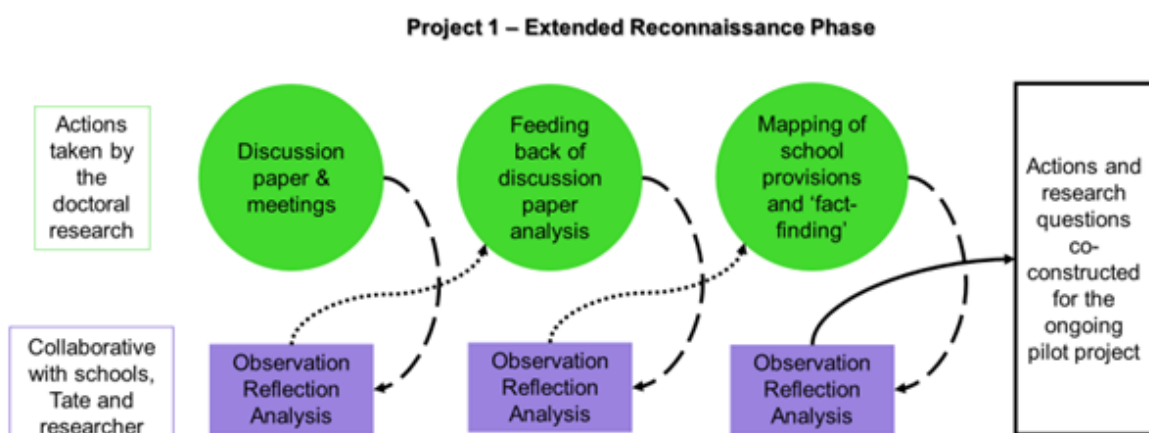 Project 1 – Extended Reconnaissance Phase
Actions
taken by
the
doctoral
research
Discussion
paper &
meetings
Feeding
back of
discussion
paper
analysis
Mapping of
school
provisions
and ‘fact-
finding’
Actions and
research
questions
co-
constructed
for the
ongoing
pilot project
Collaborative
with schools,
Tate and
researcher
Observation
Reflection
Analysis
Observation
Reflection
Analysis
Observation
Reflection
Analysis